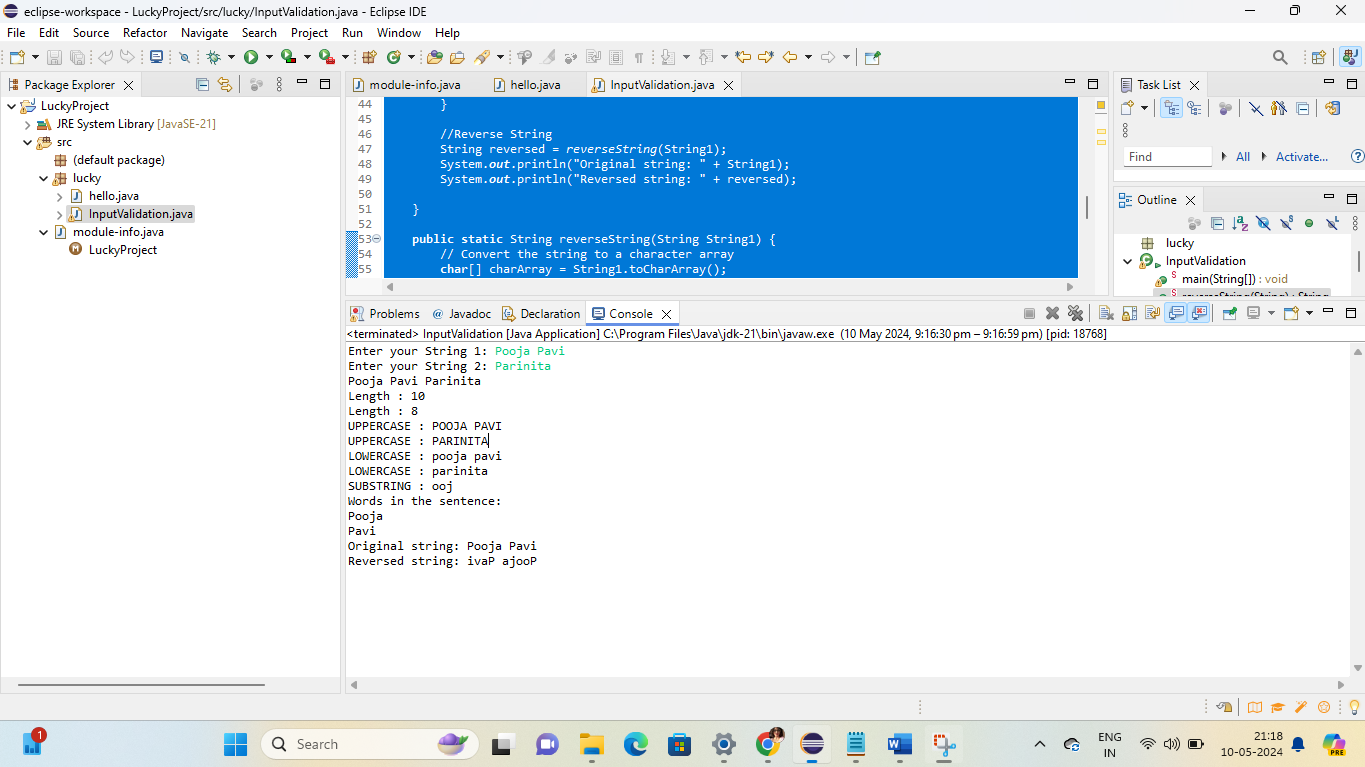 eclipse-workspace - LuckyProject/src/lucky/InputValidation.java - Eclipse IDE
File Edit Source Refactor Navigate Search Project Run Window Help
Package Explorer
LuckyProject
JRE System Library [JavaSE-21]
src
(default package)
lucky
hello.java
InputValidation.java
module-info.java
LuckyProject
module-info.java hello.java InputValidation.java
44 }
45
46 //Reverse String
47 String reversed = reverseString(String1);
48 System.out.println("Original string: " + String1);
49 System.out.println("Reversed string: " + reversed);
50
51 }
52
53 public static String reverseString(String String1) {
54 // Convert the string to a character array
55 char[] charArray = String1.toCharArray();
Task List
Find All Activate...
Outline
lucky
InputValidation
main(String[]) : void
reverseString(String) : String
Problems @ Javadoc Declaration Console
<terminated> InputValidation [Java Application] C:\Program Files\Java\jdk-21\bin\javaw.exe (10 May 2024, 9:16:30 pm – 9:16:59 pm) [pid: 18768]
Enter your String 1: Pooja Pavi
Enter your String 2: Parinita
Pooja Pavi Parinita
Length : 10
Length : 8
UPPERCASE : POOJA PAVI
UPPERCASE : PARINITA
LOWERCASE : pooja pavi
LOWERCASE : parinita
SUBSTRING : ooj
Words in the sentence:
Pooja
Pavi
Original string: Pooja Pavi
Reversed string: ivaP ajooP
1
Search
ENG
IN
21:18
10-05-2024
PRE